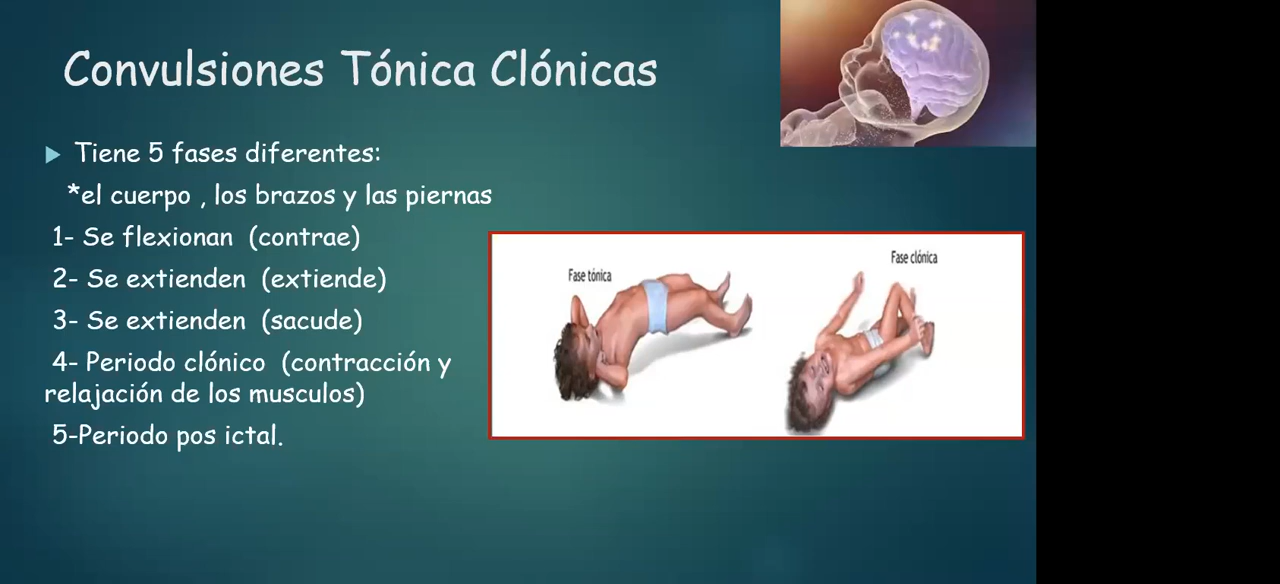 Convulsiones Tónica Clónicas
Tiene 5 fases diferentes:
*el cuerpo , los brazos y las piernas
1- Se flexionan (contrae)
2- Se extienden (extiende)
3- Se extienden (sacude)
4- Periodo clónico (contracción y
relajación de los musculos)
5-Periodo pos ictal.
Fase tónica
Fase clónica